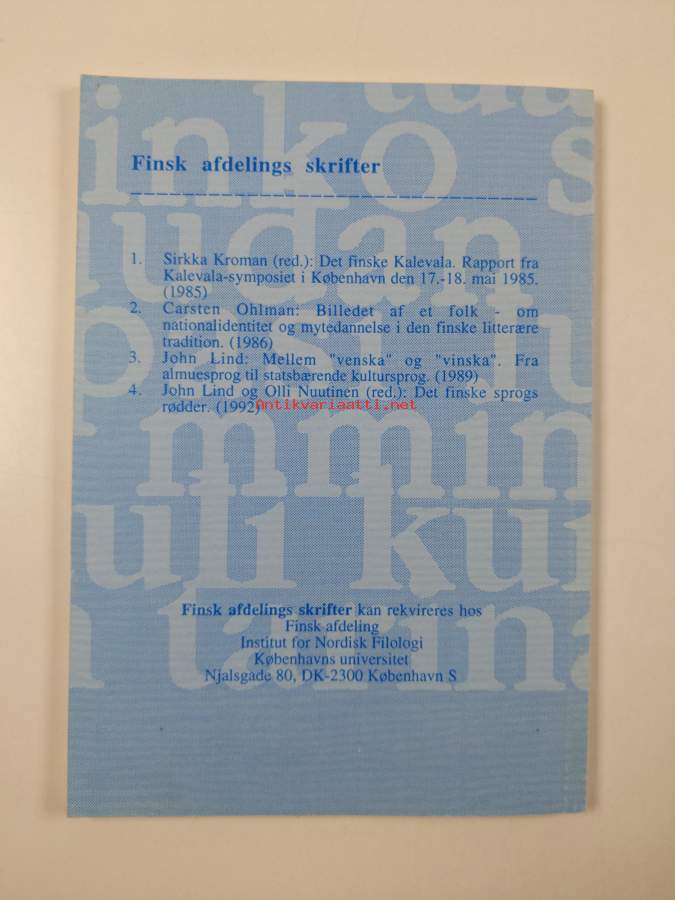 Finsk afdelings skrifter
1. Sirkka Kroman (red.): Det finske Kalevala. Rapport fra
Kalevala-symposiet i København den 17.-18. mai 1985.
(1985)
2. Carsten Ohlman: Billedet af et folk - om
nationalidentitet og mytedannelse i den finske litterære
tradition. (1986)
3. John Lind: Mellem "venska" og "vinska". Fra
almuesprog til statsbærende kultursprog. (1989)
4. John Lind og Olli Nuutinen (red.): Det finske sprogs
rødder. (1992)
Antikvariaatti.net
Finsk afdelings skrifter kan rekvireres hos
Finsk afdeling
Institut for Nordisk Filologi
Københavns universitet
Njalsgade 80, DK-2300 København S